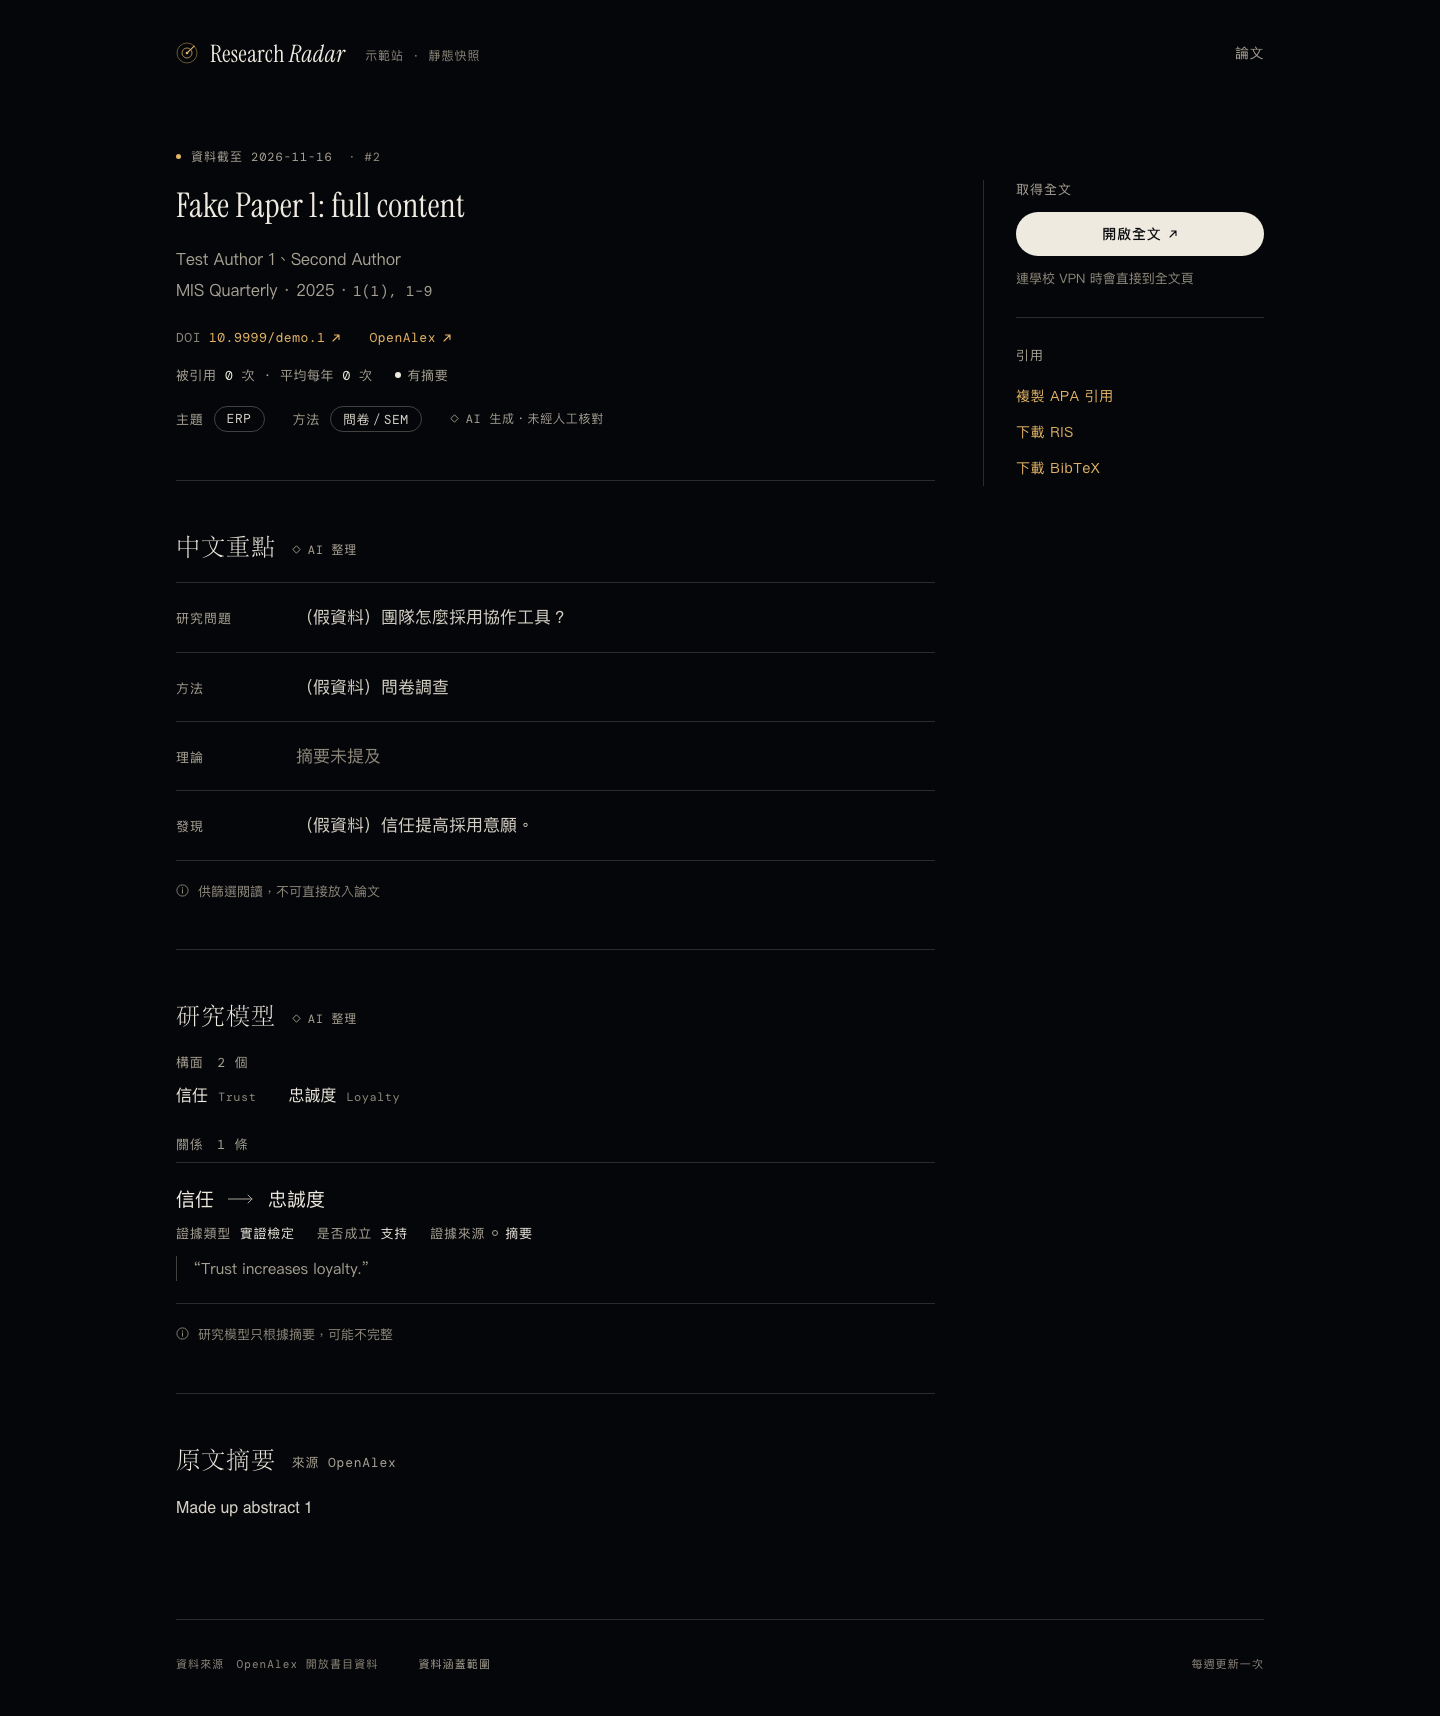 Research Radar 示範站 · 靜態快照
論文
資料截至 2026-11-16 · #2
Fake Paper 1: full content
Test Author 1、Second Author
MIS Quarterly · 2025 · 1(1), 1–9
DOI 10.9999/demo.1 ↗ OpenAlex ↗
被引用 0 次 · 平均每年 0 次 ● 有摘要
主題 ERP 方法 問卷 / SEM ◇ AI 生成・未經人工核對
取得全文
開啟全文 ↗
連學校 VPN 時會直接到全文頁
引用
複製 APA 引用
下載 RIS
下載 BibTeX
中文重點 ◇ AI 整理
研究問題 （假資料）團隊怎麼採用協作工具？
方法 （假資料）問卷調查
理論 摘要未提及
發現 （假資料）信任提高採用意願。
ⓘ 供篩選閱讀，不可直接放入論文
研究模型 ◇ AI 整理
構面 2 個
信任 Trust 忠誠度 Loyalty
關係 1 條
信任 → 忠誠度
證據類型 實證檢定 是否成立 支持 證據來源 ○ 摘要
“Trust increases loyalty.”
ⓘ 研究模型只根據摘要，可能不完整
原文摘要 來源 OpenAlex
Made up abstract 1
資料來源 OpenAlex 開放書目資料 資料涵蓋範圍 每週更新一次